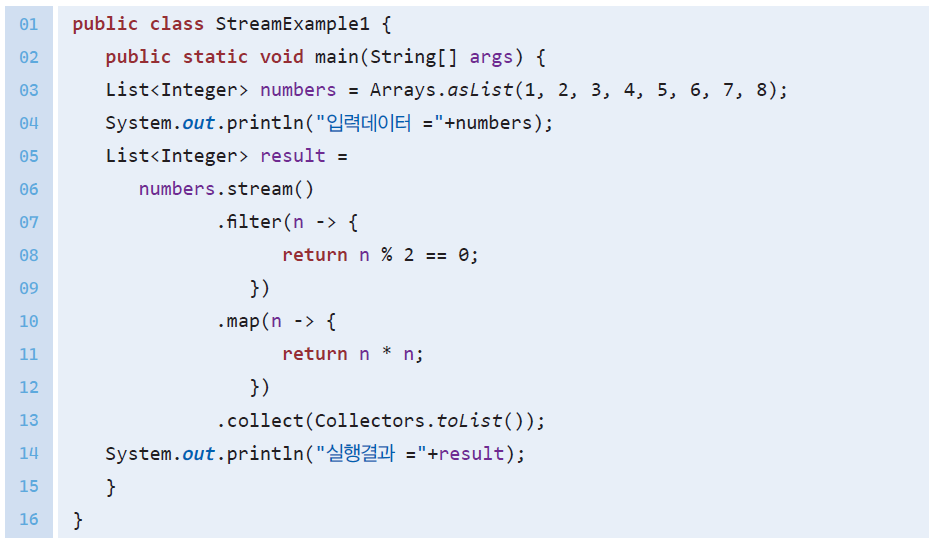 01 public class StreamExample1 {
02 public static void main(String[] args) {
03 List<Integer> numbers = Arrays.asList(1, 2, 3, 4, 5, 6, 7, 8);
04 System.out.println("입력데이터 ="+numbers);
05 List<Integer> result =
06 numbers.stream()
07 .filter(n -> {
08 return n % 2 == 0;
09 })
10 .map(n -> {
11 return n * n;
12 })
13 .collect(Collectors.toList());
14 System.out.println("실행결과 ="+result);
15 }
16 }